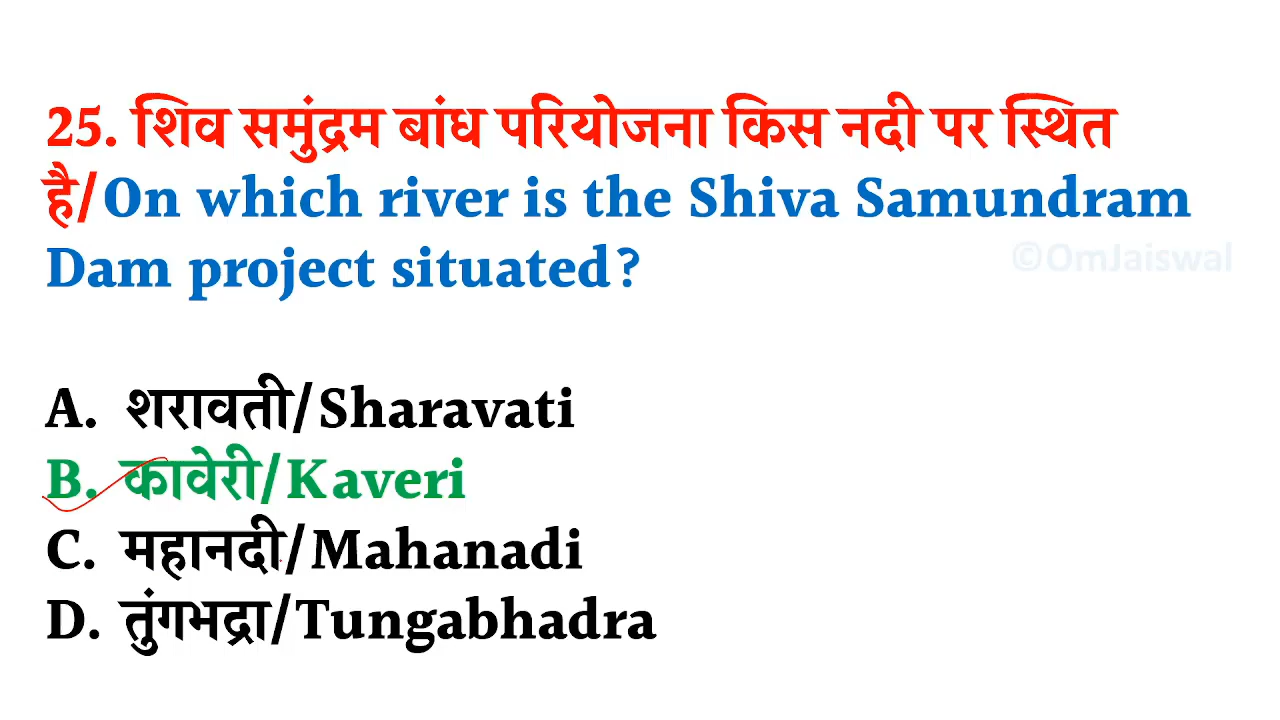 25. शिव समुंद्रम बांध परियोजना किस नदी पर स्थित
है/On which river is the Shiva Samundram
©OmJaiswal
Dam project situated?
A. शरावती/Sharavati
B. कावेरी/Kaveri
C. महानदी/Mahanadi
D. तुंगभद्रा/Tungabhadra